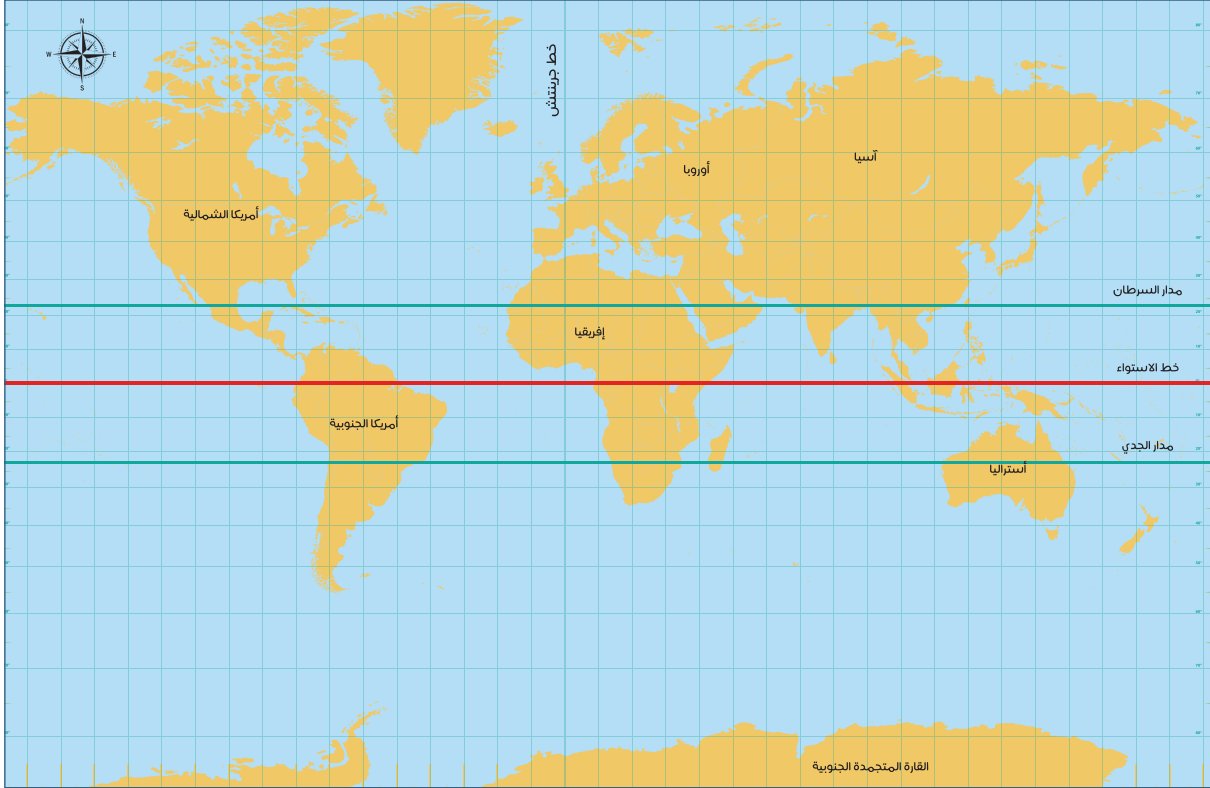 N
W
E
S
خط جرينتش
آسيا
أوروبا
أمريكا الشمالية
مدار السرطان
إفريقيا
خط الاستواء
أمريكا الجنوبية
مدار الجدي
أستراليا
القارة المتجمدة الجنوبية